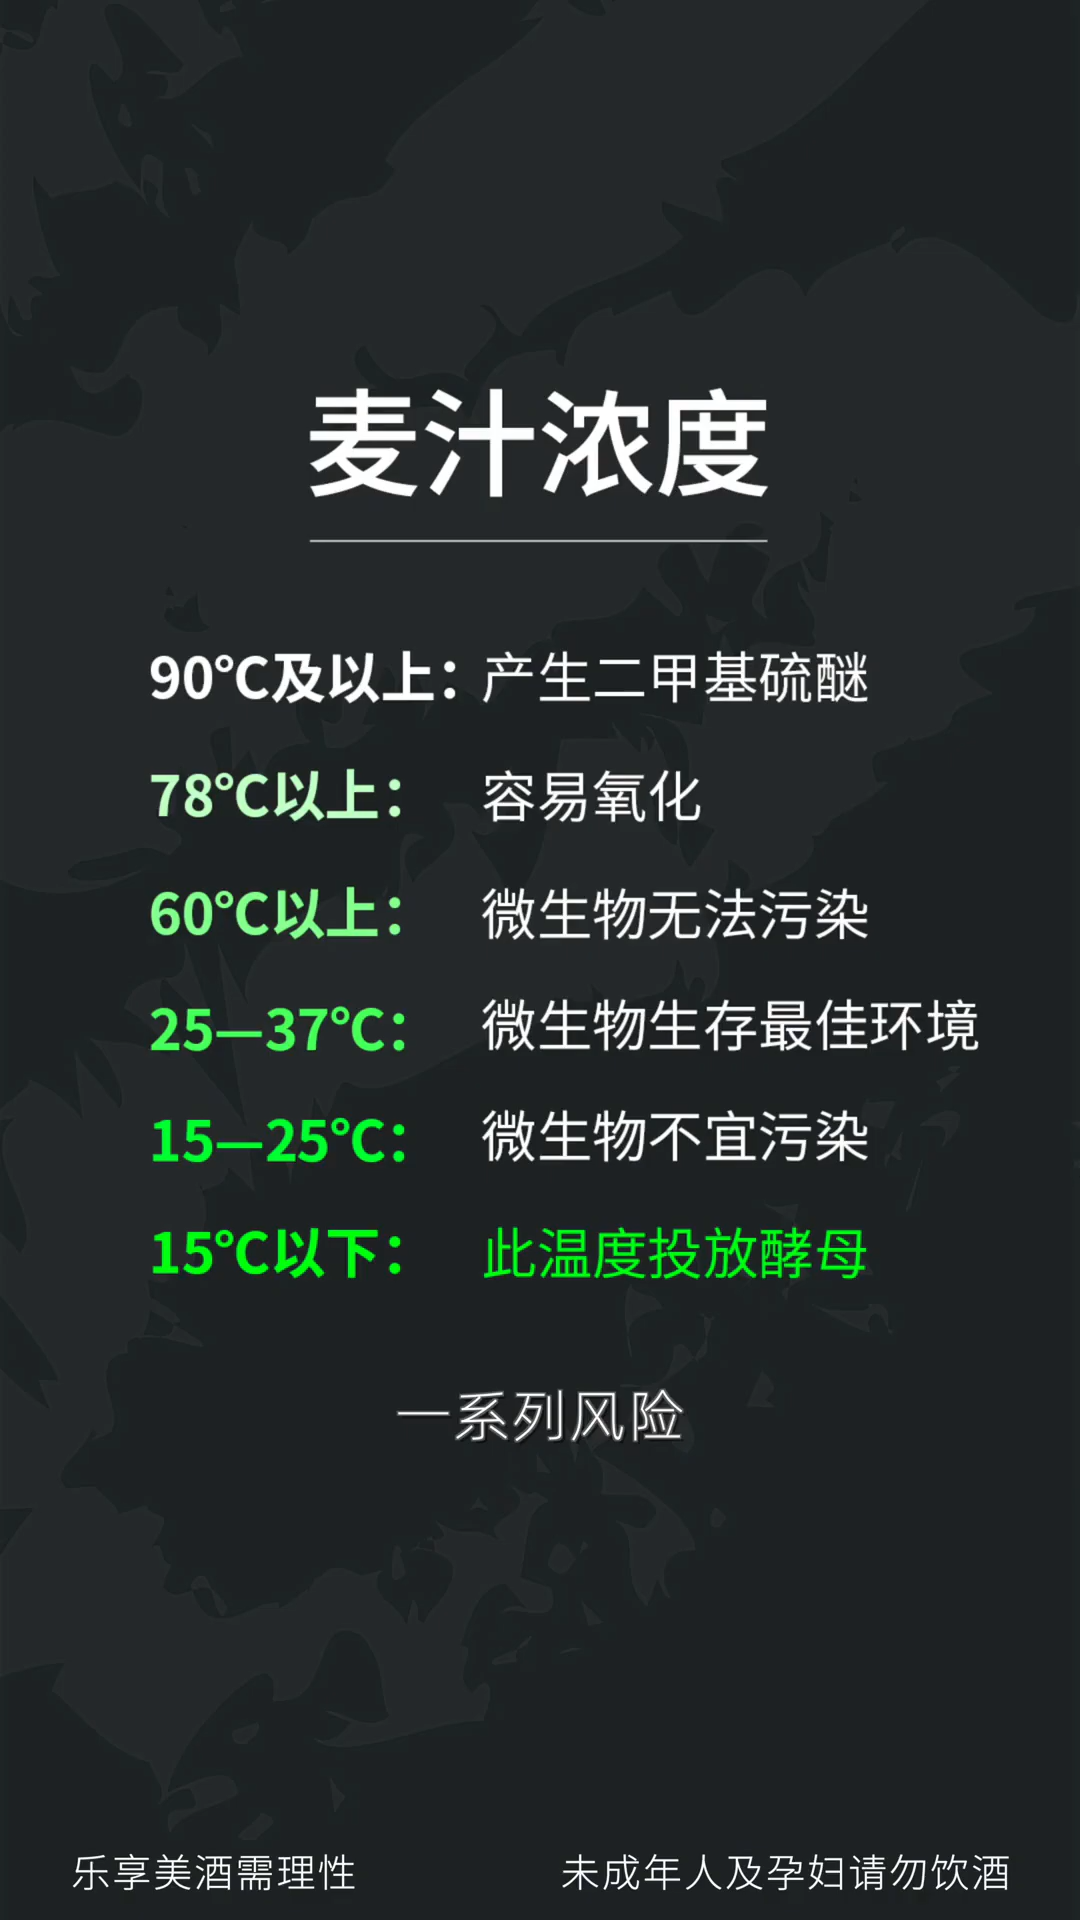 麦汁浓度
90℃及以上：产生二甲基硫醚
78℃以上： 容易氧化
60℃以上： 微生物无法污染
25—37℃： 微生物生存最佳环境
15—25℃： 微生物不宜污染
15℃以下： 此温度投放酵母
一系列风险
乐享美酒需理性 未成年人及孕妇请勿饮酒